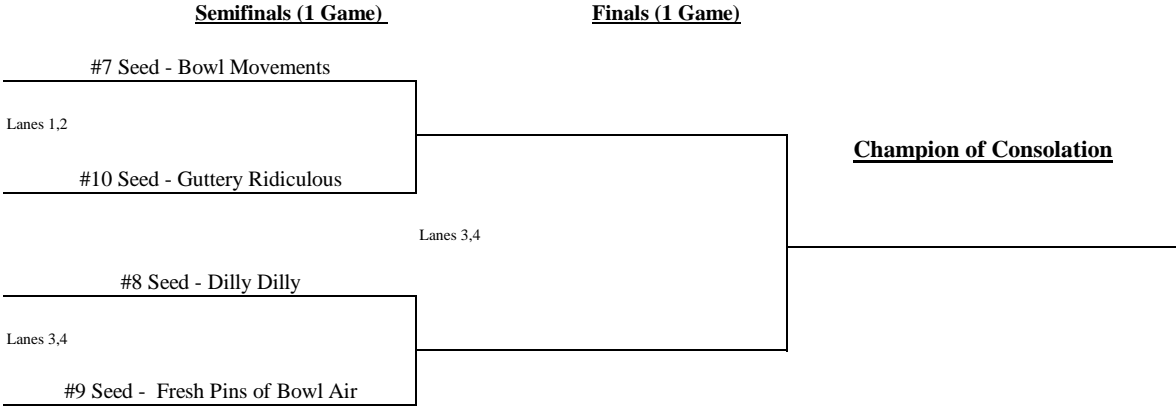 Semifinals (1 Game) Finals (1 Game)
#7 Seed - Bowl Movements
Lanes 1,2
Champion of Consolation
#10 Seed - Guttery Ridiculous
Lanes 3,4
#8 Seed - Dilly Dilly
Lanes 3,4
#9 Seed - Fresh Pins of Bowl Air